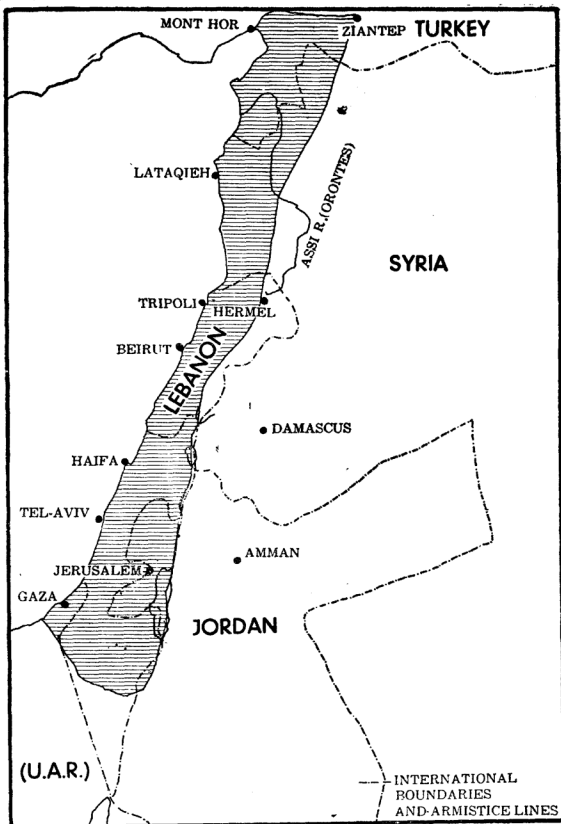 MONT HOR
ZIANTEP
TURKEY
LATAQIEH
ASSI R.(ORONTES)
SYRIA
TRIPOLI
HERMEL
BEIRUT
LEBANON
DAMASCUS
HAIFA
TEL-AVIV
AMMAN
JERUSALEM
GAZA
JORDAN
(U.A.R.)
INTERNATIONAL
BOUNDARIES
AND-ARMISTICE LINES